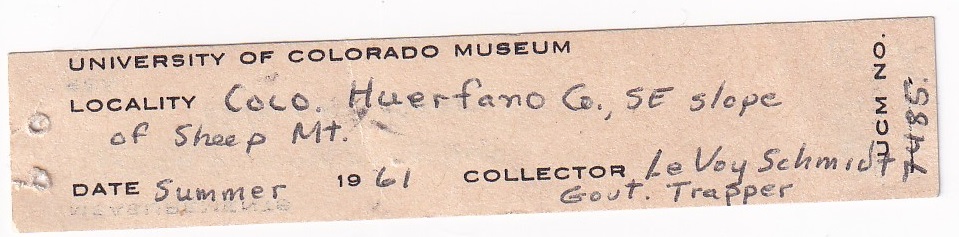 UNIVERSITY OF COLORADO MUSEUM
LOCALITY Colo. Huerfano Co., SE slope
of Sheep Mt.
DATE Summer 1961 COLLECTOR LeVoy Schmidt
Gout. Trapper
UCM NO.
7485